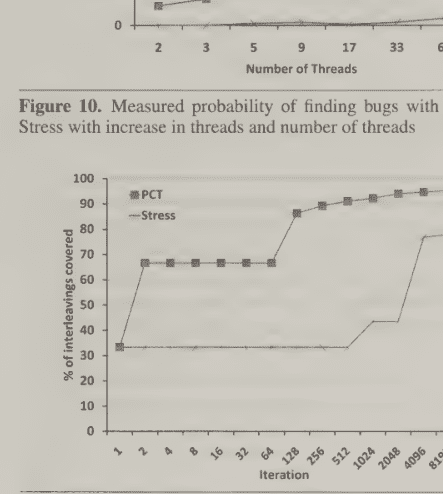 0
2 3 5 9 17 33
Number of Threads
Figure 10. Measured probability of finding bugs with
Stress with increase in threads and number of threads
100
PCT
90
Stress
80
70
60
50
40
30
20
10
0
% of interleavings covered
1 2 4 8 16 32 64 128 256 512 1024 2048 4096
Iteration